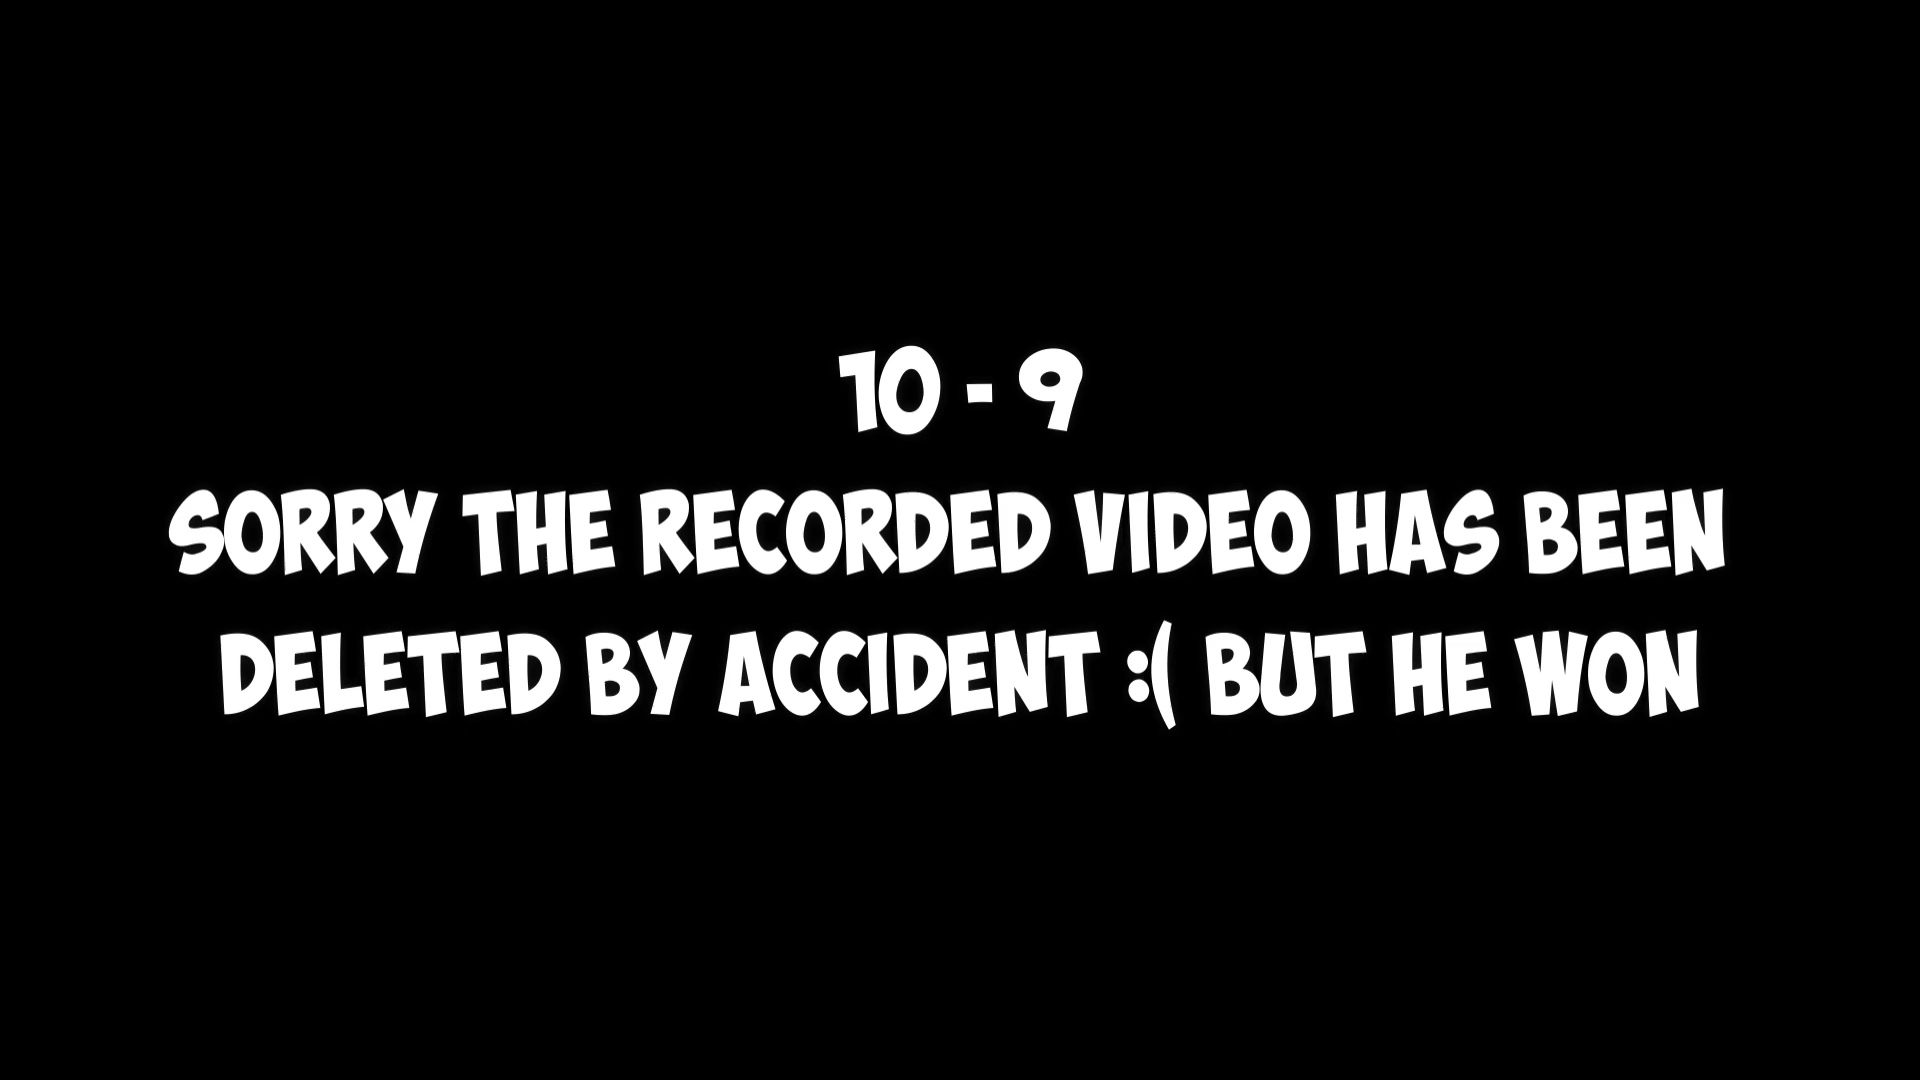 10 - 9
SORRY THE RECORDED VIDEO HAS BEEN
DELETED BY ACCIDENT :( BUT HE WON